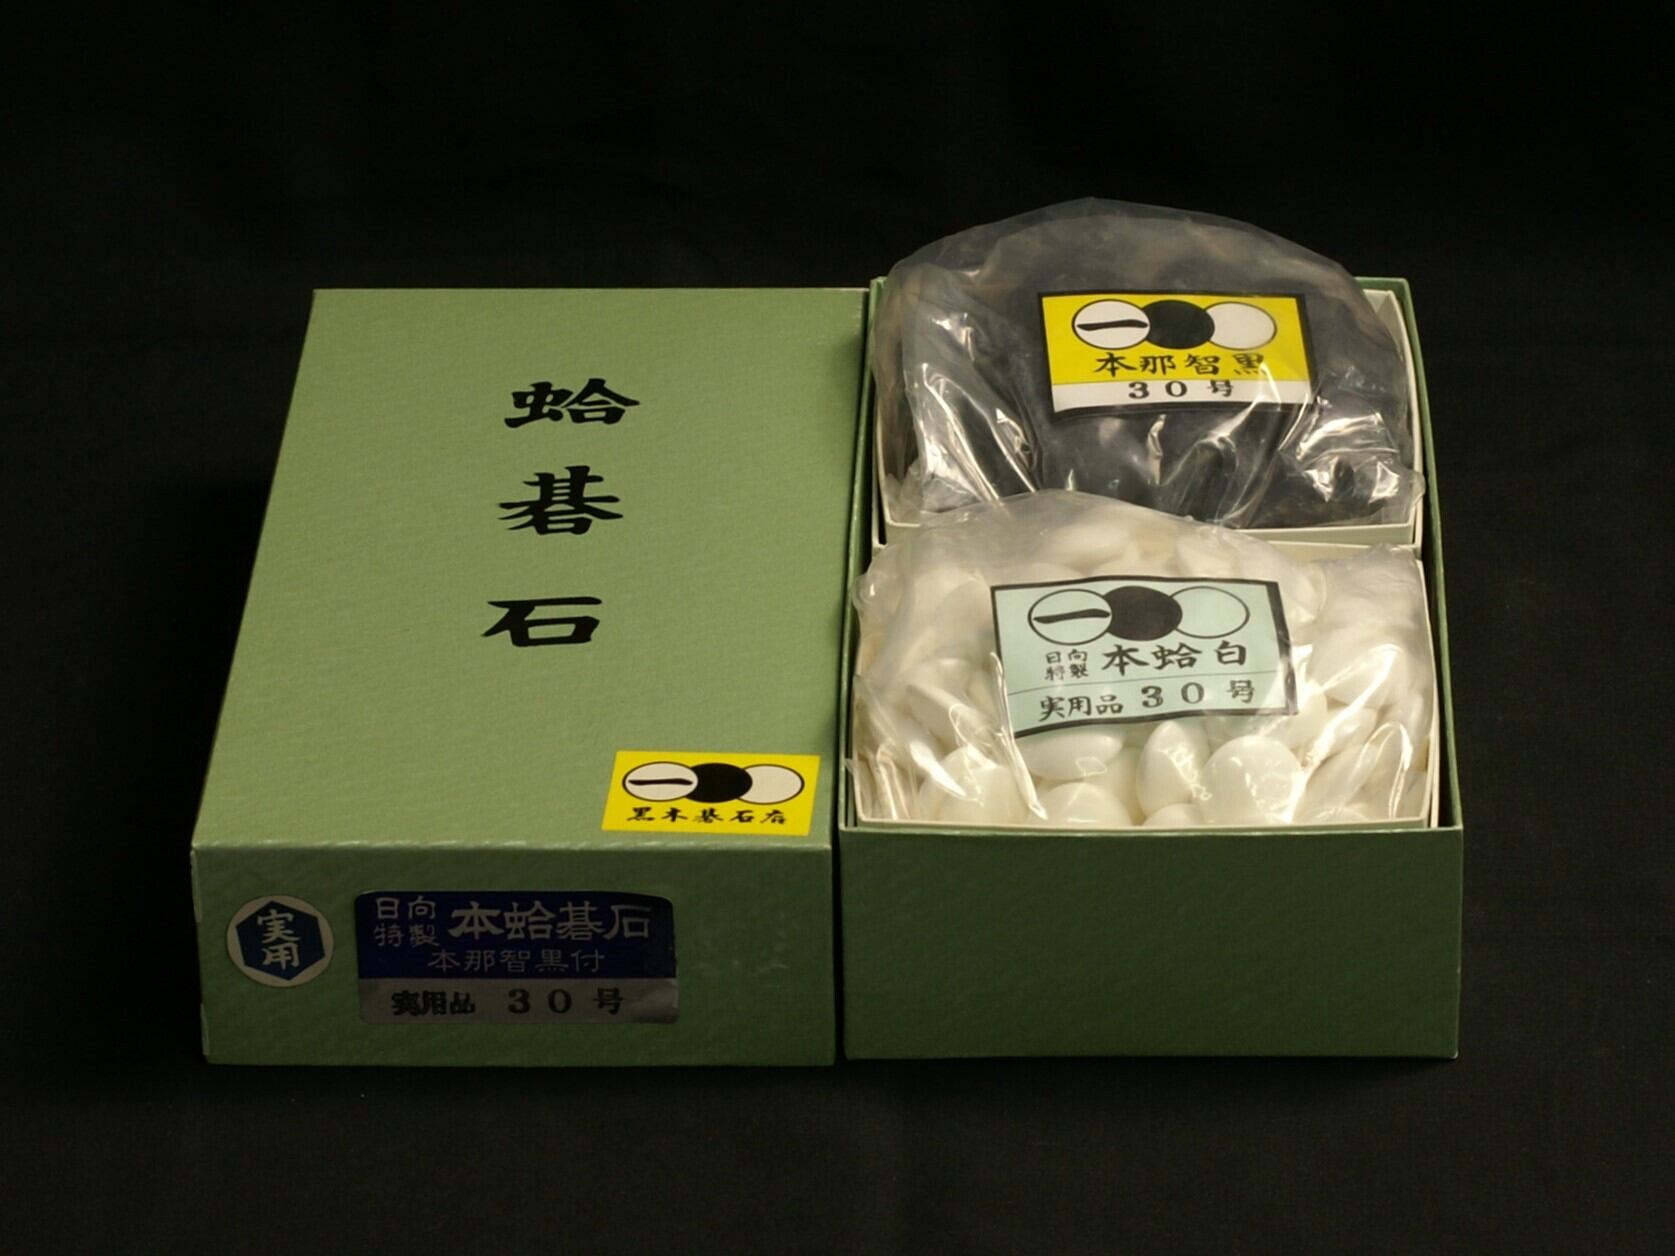 蛤碁石
一
黒木碁石店
実用
日向特製 本蛤碁石
本那智黒付
実用品 30号
一
本那智黒
30号
一
日向特製 本蛤白
実用品 30号